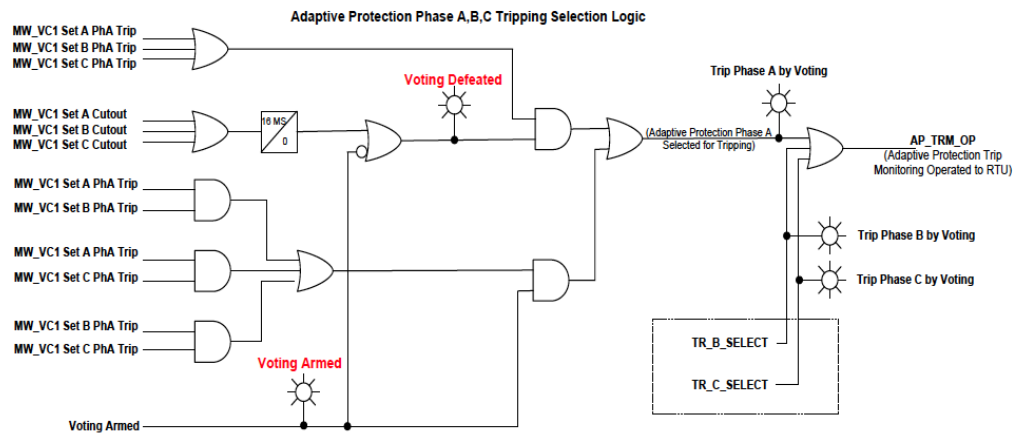 Adaptive Protection Phase A,B,C Tripping Selection Logic
MW_VC1 Set A PhA Trip
MW_VC1 Set B PhA Trip
MW_VC1 Set C PhA Trip
Voting Defeated
Trip Phase A by Voting
MW_VC1 Set A Cutout
MW_VC1 Set B Cutout
MW_VC1 Set C Cutout
16 MS
0
(Adaptive Protection Phase A
Selected for Tripping)
AP_TRM_OP
(Adaptive Protection Trip
Monitoring Operated to RTU)
MW_VC1 Set A PhA Trip
MW_VC1 Set B PhA Trip
Trip Phase B by Voting
MW_VC1 Set A PhA Trip
MW_VC1 Set C PhA Trip
Trip Phase C by Voting
MW_VC1 Set B PhA Trip
MW_VC1 Set C PhA Trip
TR_B_SELECT
Voting Armed
TR_C_SELECT
Voting Armed